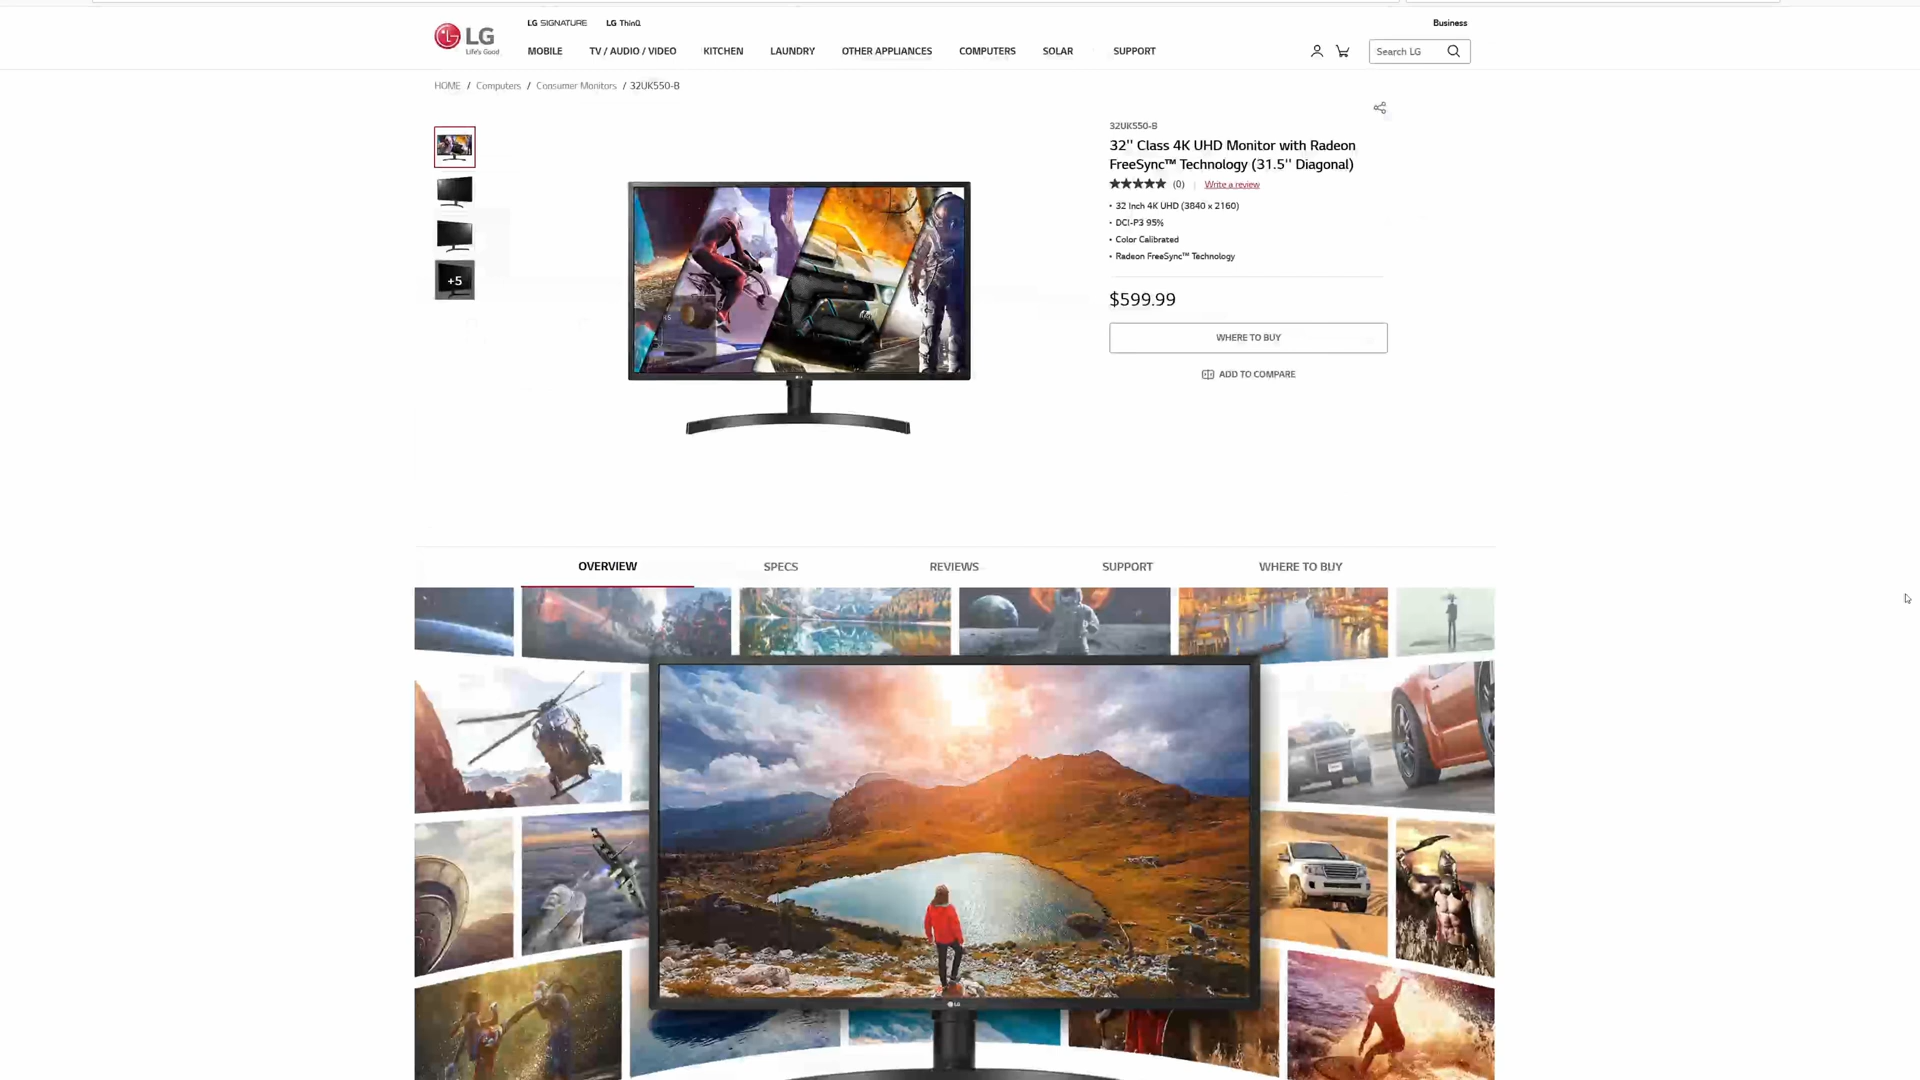 LG SIGNATURE LG ThinQ Business
LG
Life's Good
MOBILE TV / AUDIO / VIDEO KITCHEN LAUNDRY OTHER APPLIANCES COMPUTERS SOLAR SUPPORT Search LG
HOME / Computers / Consumer Monitors / 32UK550-B
32UK550-B
32'' Class 4K UHD Monitor with Radeon
FreeSync™ Technology (31.5'' Diagonal)
(0) | Write a review
• 32 Inch 4K UHD (3840 x 2160)
• DCI-P3 95%
• Color Calibrated
• Radeon FreeSync™ Technology
+5
$599.99
WHERE TO BUY
ADD TO COMPARE
OVERVIEW SPECS REVIEWS SUPPORT WHERE TO BUY
LG